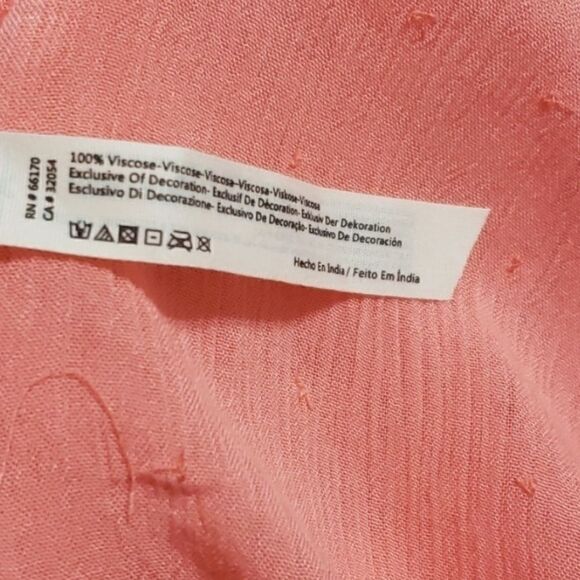 RN # 66170
CA # 32054
100% Viscose-Viscose-Viscosa-Viscosa-Viskose-Viscosa
Exclusive Of Decoration- Exclusif De Décoration- Exklusiv Der Dekoration
Esclusivo Di Decorazione- Exclusivo De Decoração- Exclusivo De Decoración
Hecho En India / Feito Em Índia